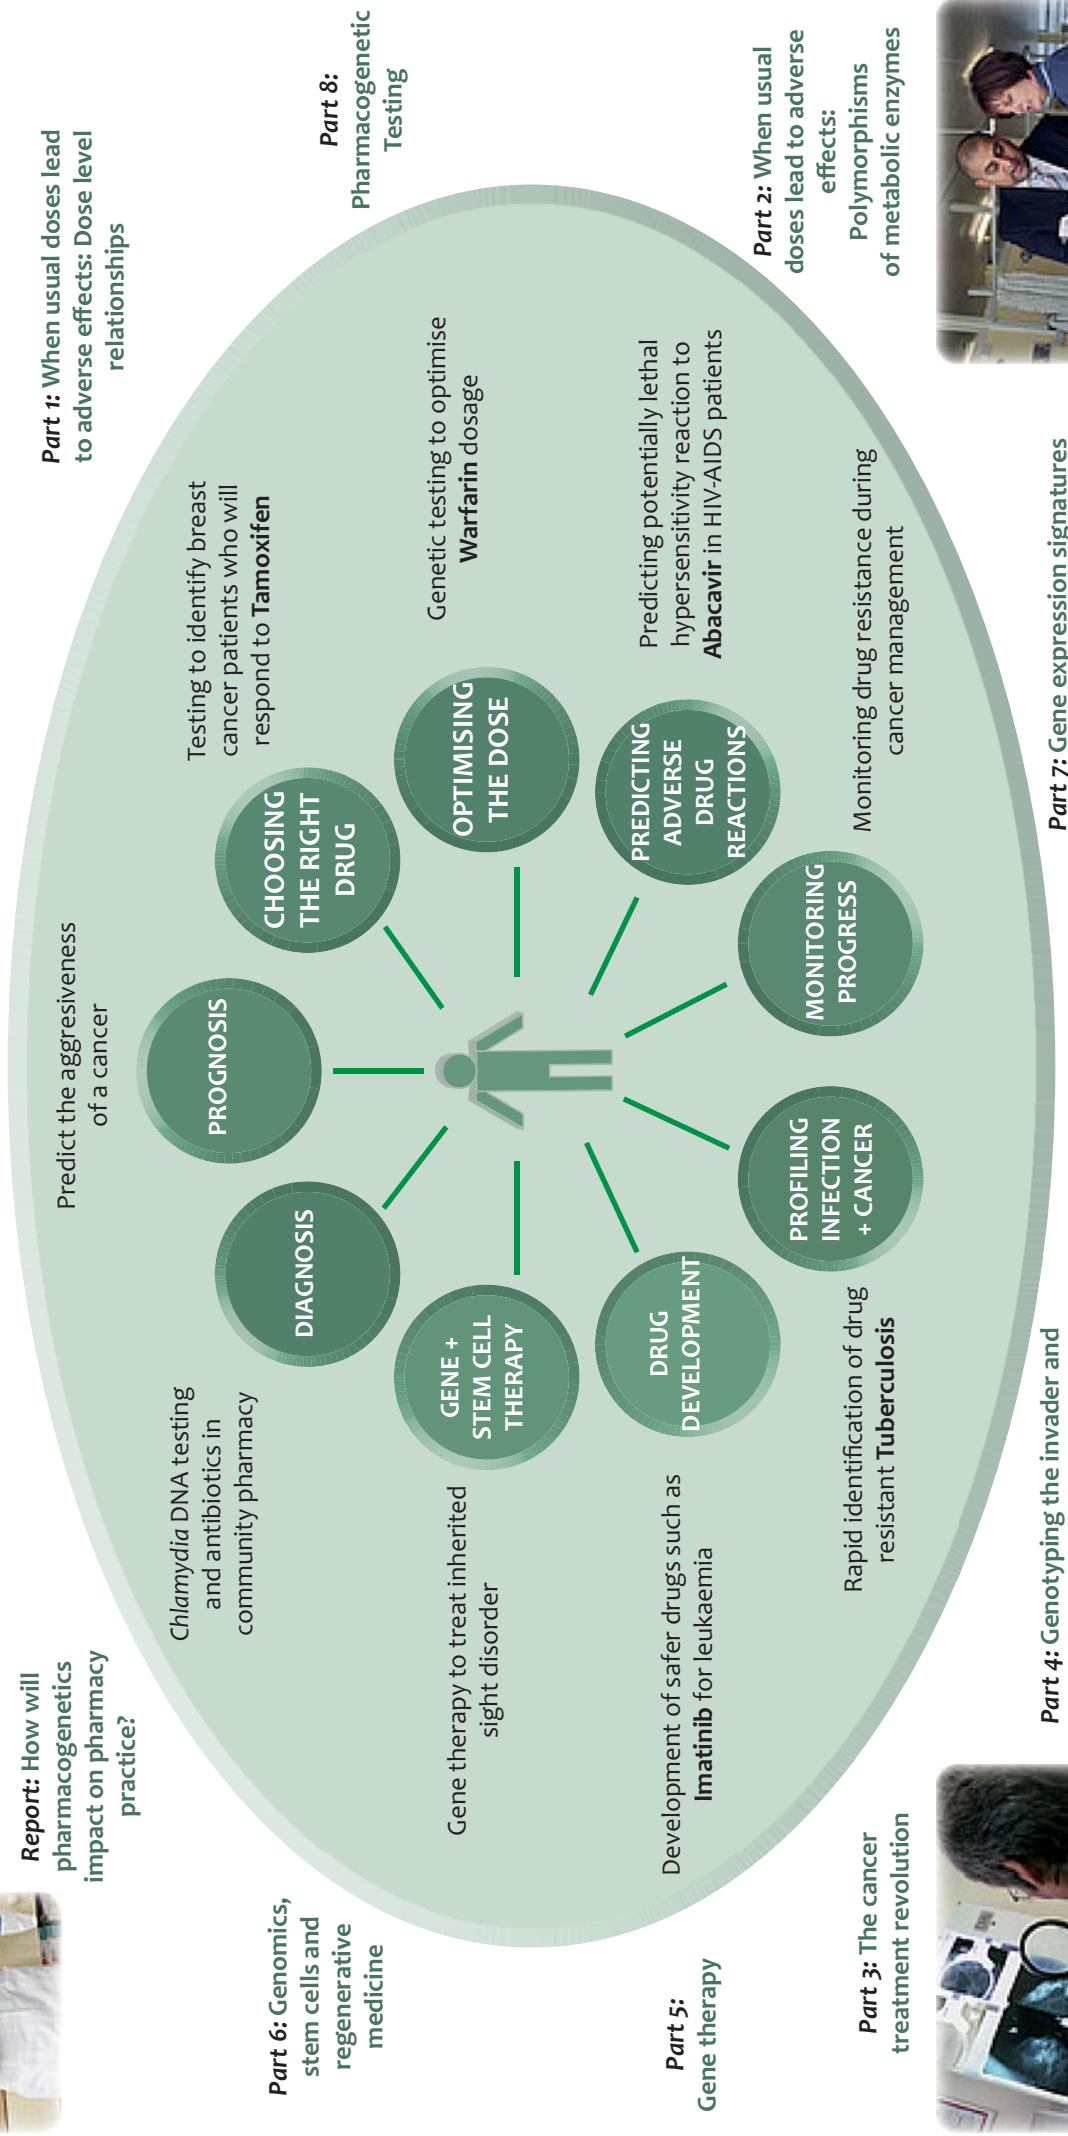 Report: How will
pharmacogenetics
impact on pharmacy
practice?
Part 1: When usual doses lead
to adverse effects: Dose level
relationships
Part 6: Genomics,
stem cells and
regenerative
medicine
Part 8:
Pharmacogenetic
Testing
Part 5:
Gene therapy
Part 2: When usual
doses lead to adverse
effects:
Polymorphisms
of metabolic enzymes
Part 3: The cancer
treatment revolution
Part 4: Genotyping the invader and
Part 7: Gene expression signatures
Predict the aggresiveness
of a cancer
PROGNOSIS
Testing to identify breast
cancer patients who will
respond to Tamoxifen
CHOOSING
THE RIGHT
DRUG
Genetic testing to optimise
Warfarin dosage
OPTIMISING
THE DOSE
Predicting potentially lethal
hypersensitivity reaction to
Abacavir in HIV-AIDS patients
PREDICTING
ADVERSE
DRUG
REACTIONS
Monitoring drug resistance during
cancer management
MONITORING
PROGRESS
PROFILING
INFECTION
+ CANCER
Rapid identification of drug
resistant Tuberculosis
DRUG
DEVELOPMENT
Development of safer drugs such as
Imatinib for leukaemia
GENE +
STEM CELL
THERAPY
Gene therapy to treat inherited
sight disorder
DIAGNOSIS
Chlamydia DNA testing
and antibiotics in
community pharmacy